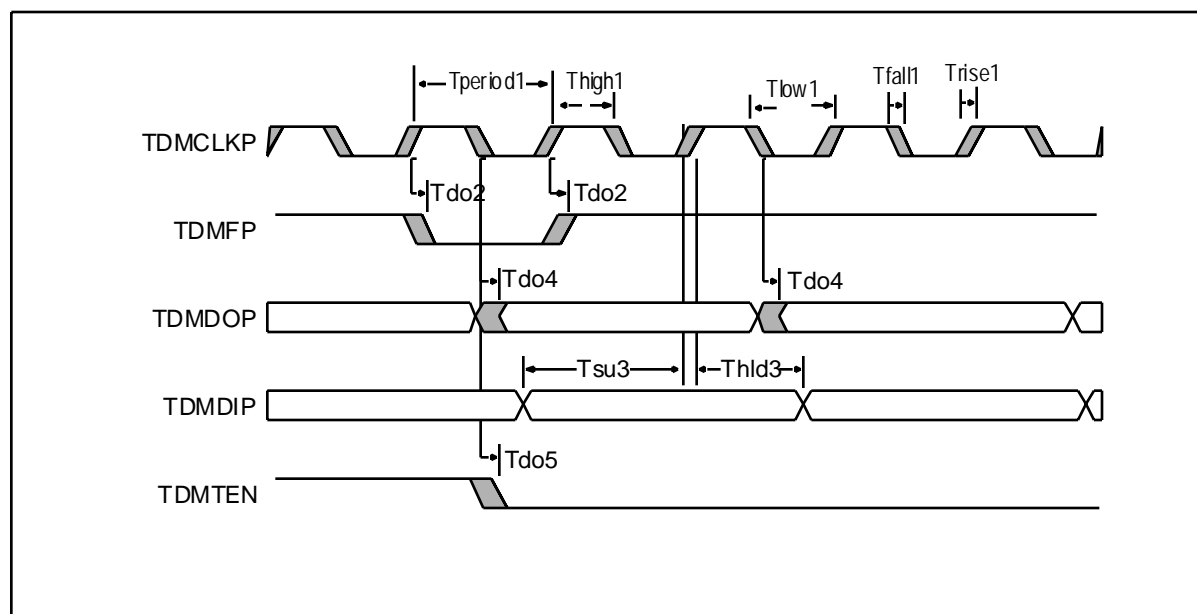 Tperiod1 Thigh1 Tlow1 Tfall1 Trise1
TDMCLKP
Tdo2 Tdo2
TDMFP
Tdo4 Tdo4
TDMDOP
Tsu3 Thld3
TDMDIP
Tdo5
TDMTEN